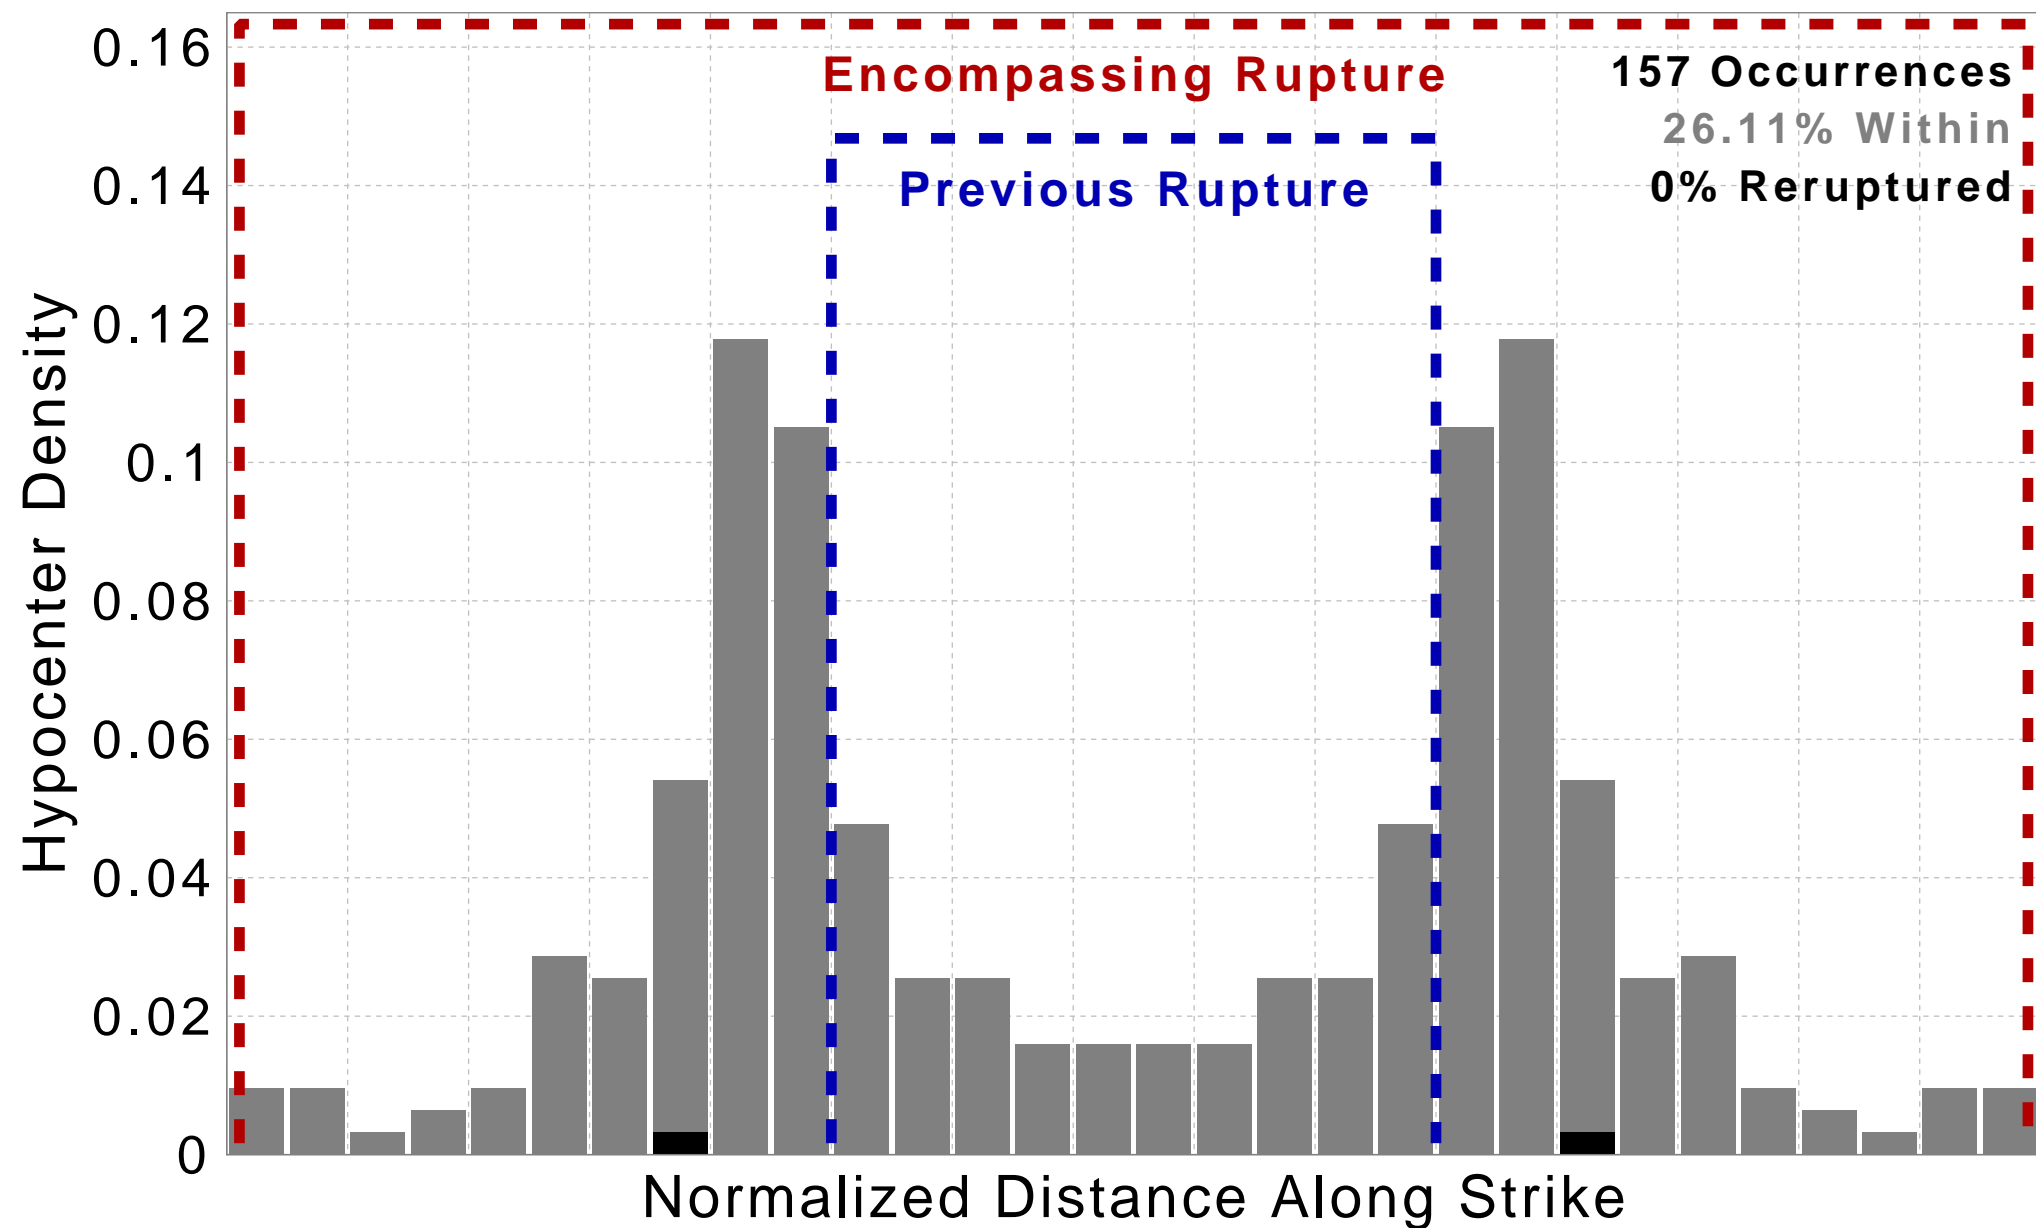 Encompassing Rupture
157 Occurrences
26.11% Within
Previous Rupture
0% Reruptured
Hypocenter Density
0.16
0.14
0.12
0.1
0.08
0.06
0.04
0.02
0
Normalized Distance Along Strike